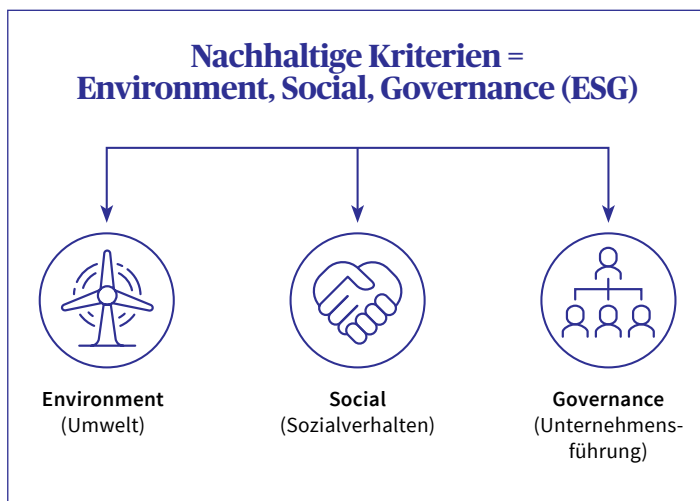 Nachhaltige Kriterien =
Environment, Social, Governance (ESG)
Environment
(Umwelt)
Social
(Sozialverhalten)
Governance
(Unternehmens-
führung)